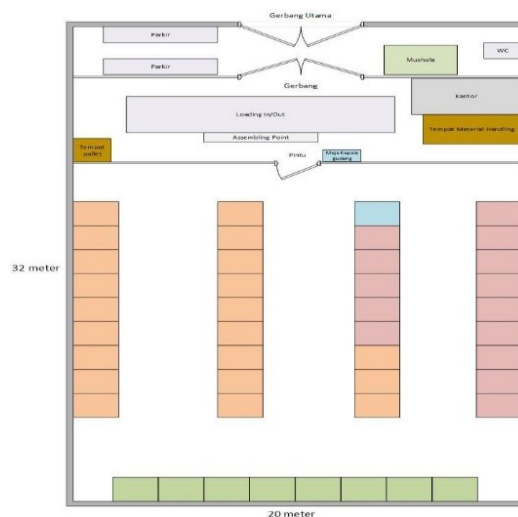 Gerbang Utama
Parkir
WC
Mushola
Parkir
Gerbang
Kantor
Loading In/Out
Tempat Material Handling
Assembling Point
Tempat
pallet
Pintu
Meja Kepala
gudang
32 meter
20 meter